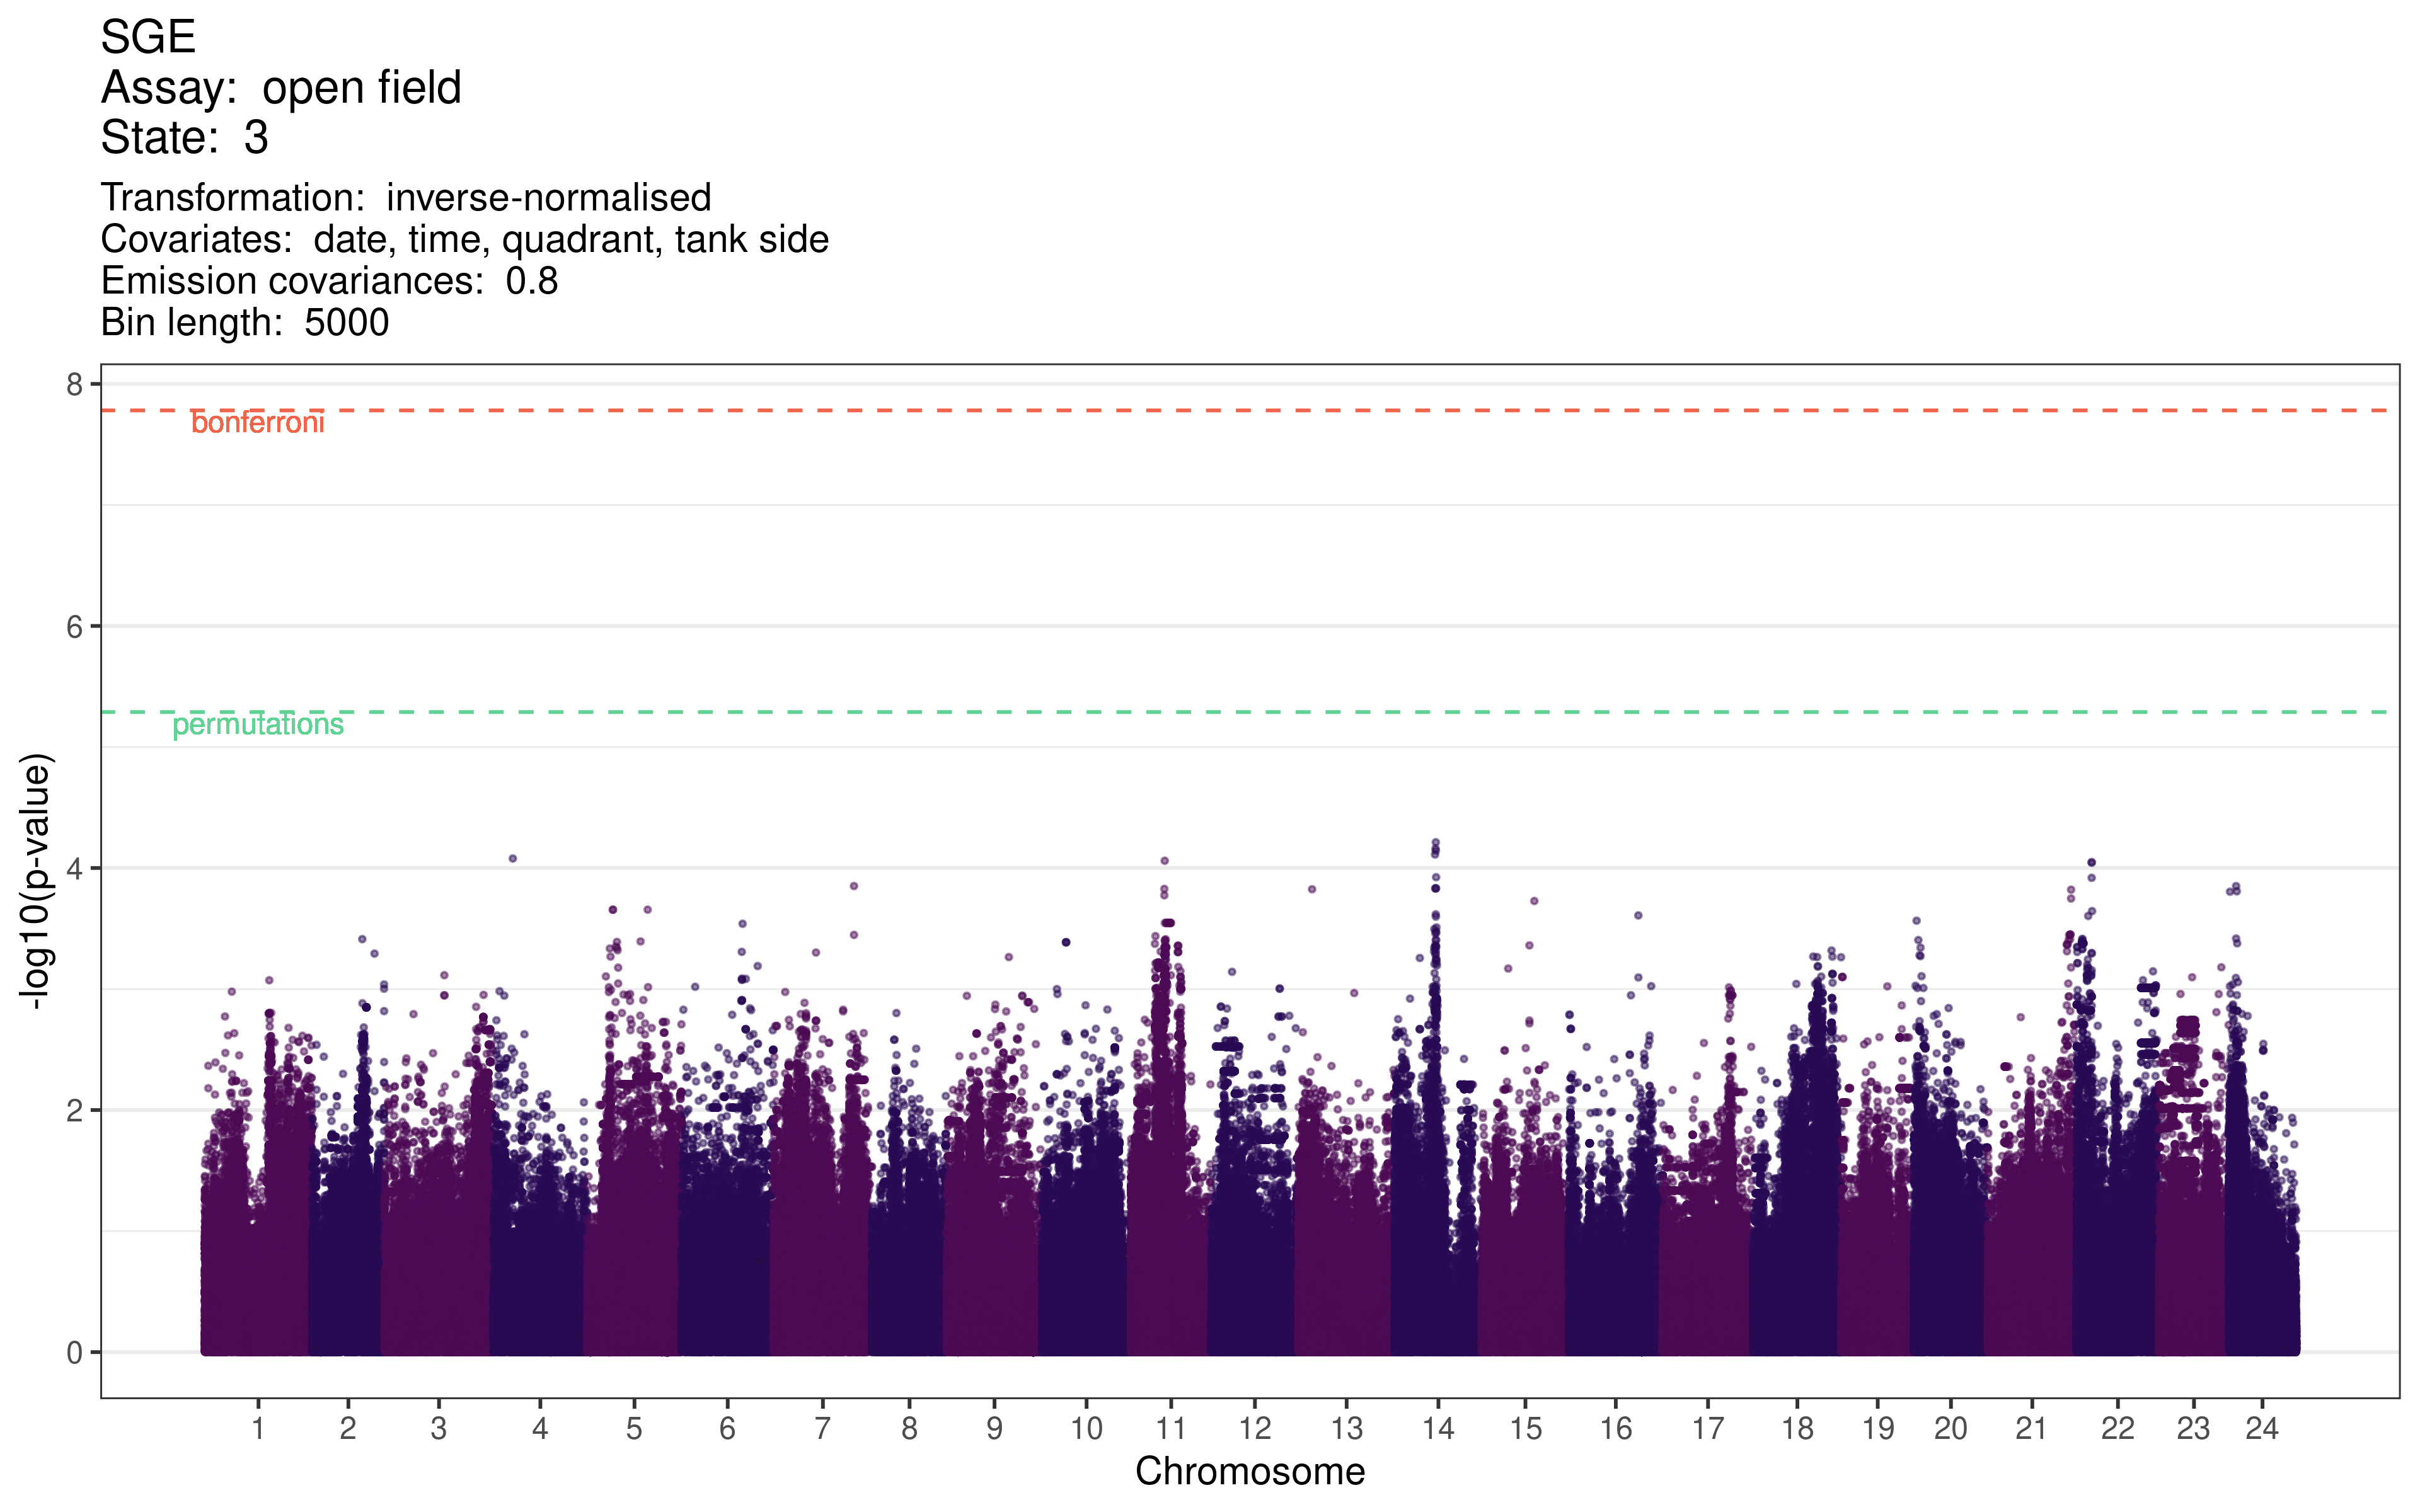 SGE
Assay:  open field
State:  3
Transformation:  inverse-normalised
Covariates:  date, time, quadrant, tank side
Emission covariances:  0.8
Bin length:  5000
8
bonferroni
6
permutations
4
2
0
-log10(p-value)
1 2 3 4 5 6 7 8 9 10 11 12 13 14 15 16 17 18 19 20 21 22 23 24
Chromosome